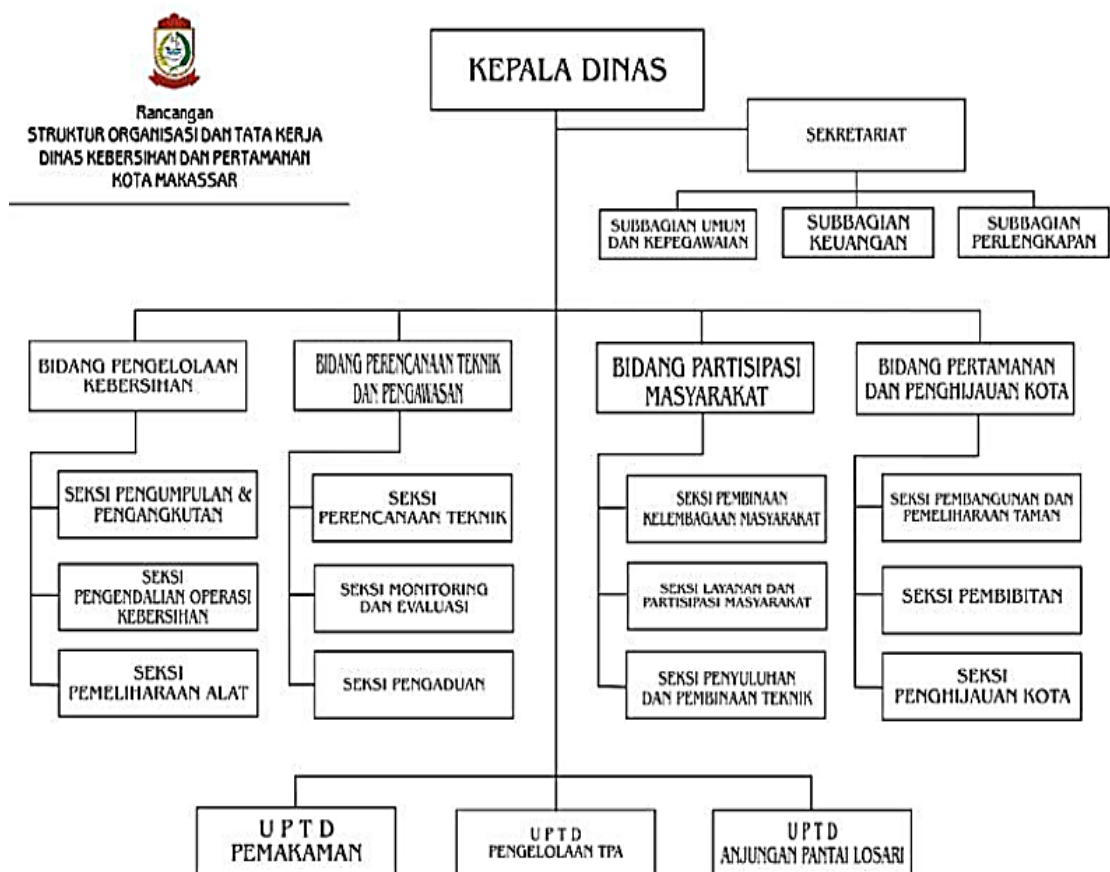 Rancangan
STRUKTUR ORGANISASI DAN TATA KERJA
DINAS KEBERSIHAN DAN PERTAMANAN
KOTA MAKASSAR
KEPALA DINAS
SEKRETARIAT
SUBBAGIAN UMUM
DAN KEPEGAWAIAN
SUBBAGIAN
KEUANGAN
SUBBAGIAN
PERLENGKAPAN
BIDANG PENGELOLAAN
KEBERSIHAN
BIDANG PERENCANAAN TEKNIK
DAN PENGAWASAN
BIDANG PARTISIPASI
MASYARAKAT
BIDANG PERTAMANAN
DAN PENGHIJAUAN KOTA
SEKSI PENGUMPULAN &
PENGANGKUTAN
SEKSI
PENGENDALIAN OPERASI
KEBERSIHAN
SEKSI
PEMELIHARAAN ALAT
SEKSI
PERENCANAAN TEKNIK
SEKSI MONITORING
DAN EVALUASI
SEKSI PENGADUAN
SEKSI PEMBINAAN
KELEMBAGAAN MASYARAKAT
SEKSI LAYANAN DAN
PARTISIPASI MASYARAKAT
SEKSI PENYULUHAN
DAN PEMBINAAN TEKNIK
SEKSI PEMBANGUNAN DAN
PEMELIHARAAN TAMAN
SEKSI PEMBIBITAN
SEKSI
PENGHIJAUAN KOTA
U P T D
PEMAKAMAN
U P T D
PENGELOLAAN TPA
U P T D
ANJUNGAN PANTAI LOSARI